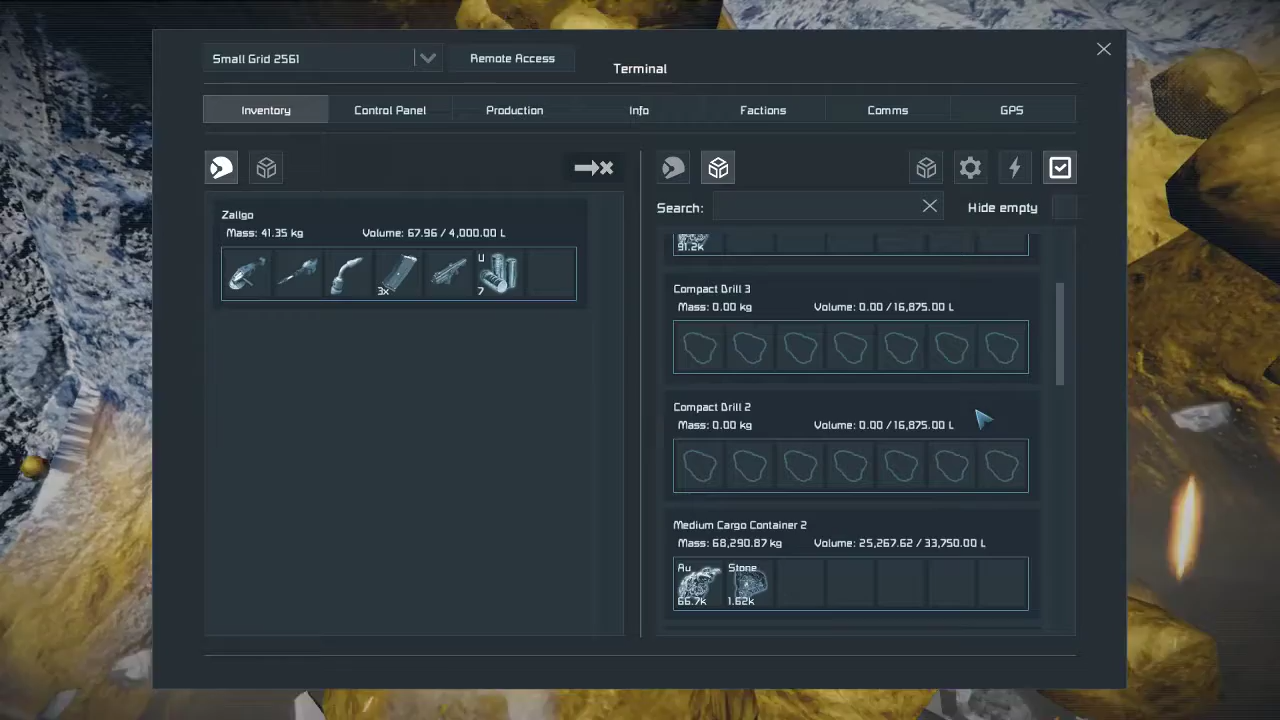 Small Grid 2561
Remote Access
Terminal
Inventory
Control Panel
Production
Info
Factions
Comms
GPS
Zallgo
Mass: 41.35 kg Volume: 67.96 / 4,000.00 L
3x
U
7
Search:
Hide empty
91.2k
Compact Drill 3
Mass: 0.00 kg Volume: 0.00 / 16,875.00 L
Compact Drill 2
Mass: 0.00 kg Volume: 0.00 / 16,875.00 L
Medium Cargo Container 2
Mass: 68,290.87 kg Volume: 25,267.62 / 33,750.00 L
Au Stone
66.7k 1.62k